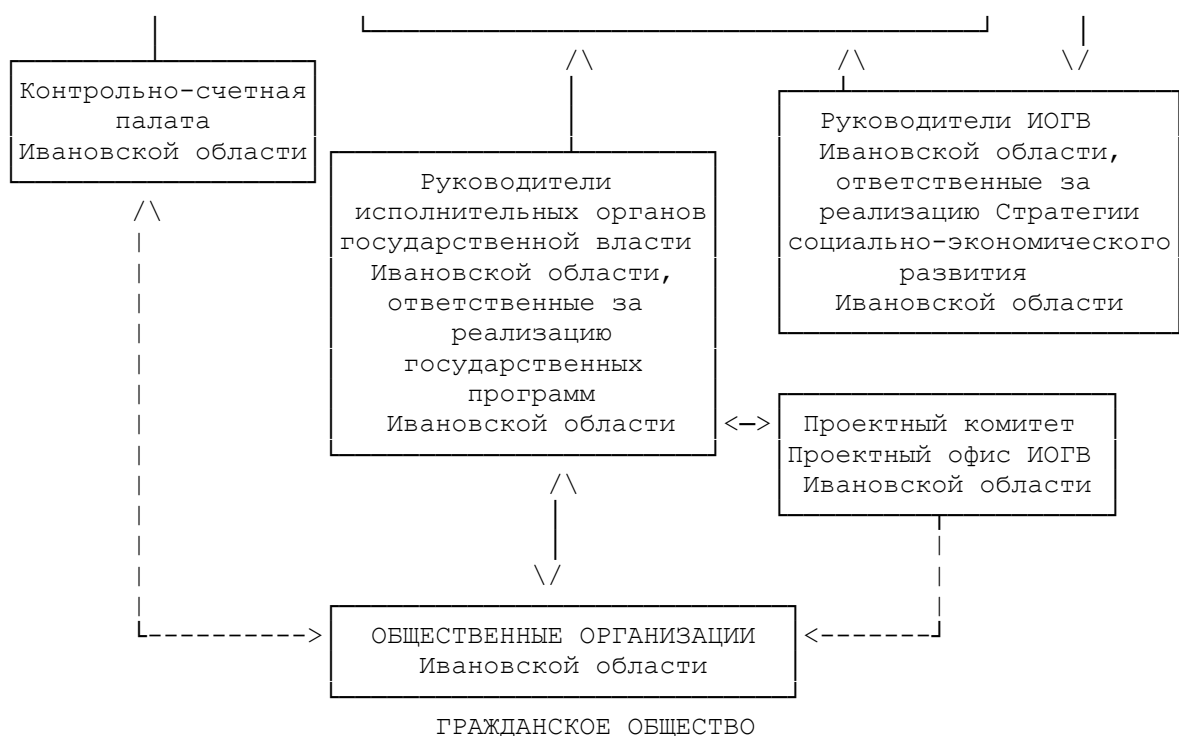 Контрольно-счетная
палата
Ивановской области
Руководители
исполнительных органов
государственной власти
Ивановской области,
ответственные за
реализацию
государственных
программ
Ивановской области
Руководители ИОГВ
Ивановской области,
ответственные за
реализацию Стратегии
социально-экономического
развития
Ивановской области
Проектный комитет
Проектный офис ИОГВ
Ивановской области
ОБЩЕСТВЕННЫЕ ОРГАНИЗАЦИИ
Ивановской области
ГРАЖДАНСКОЕ ОБЩЕСТВО